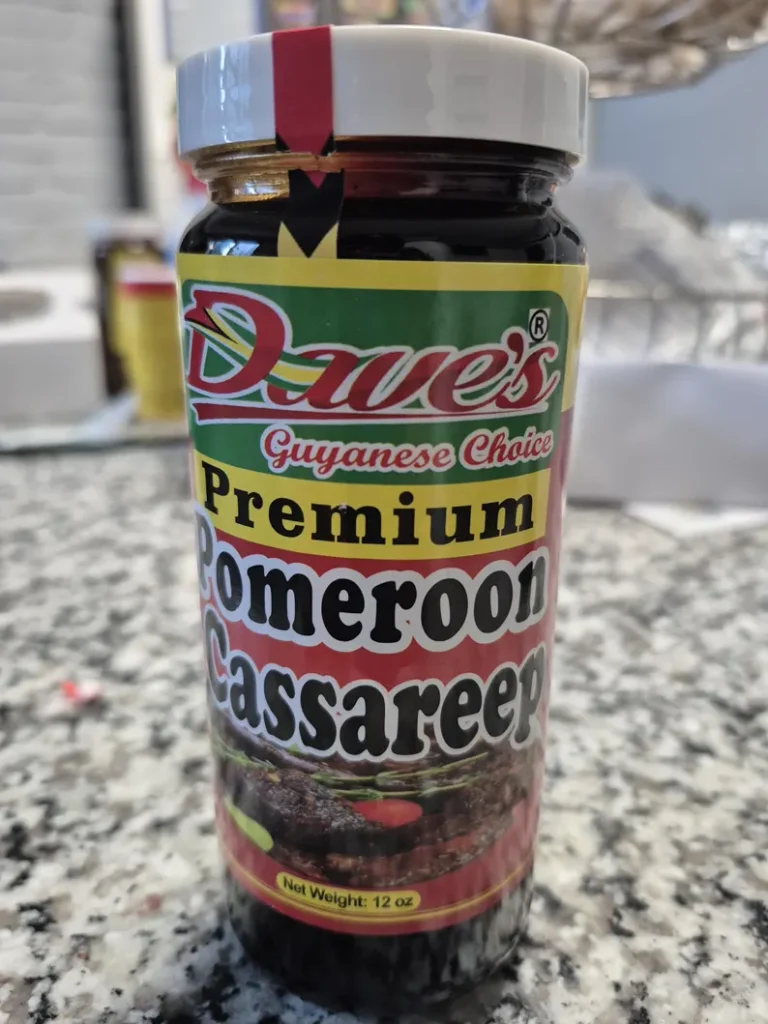 Dave's®
Guyanese Choice
Premium
Pomeroon
Cassareep
Net Weight: 12 oz